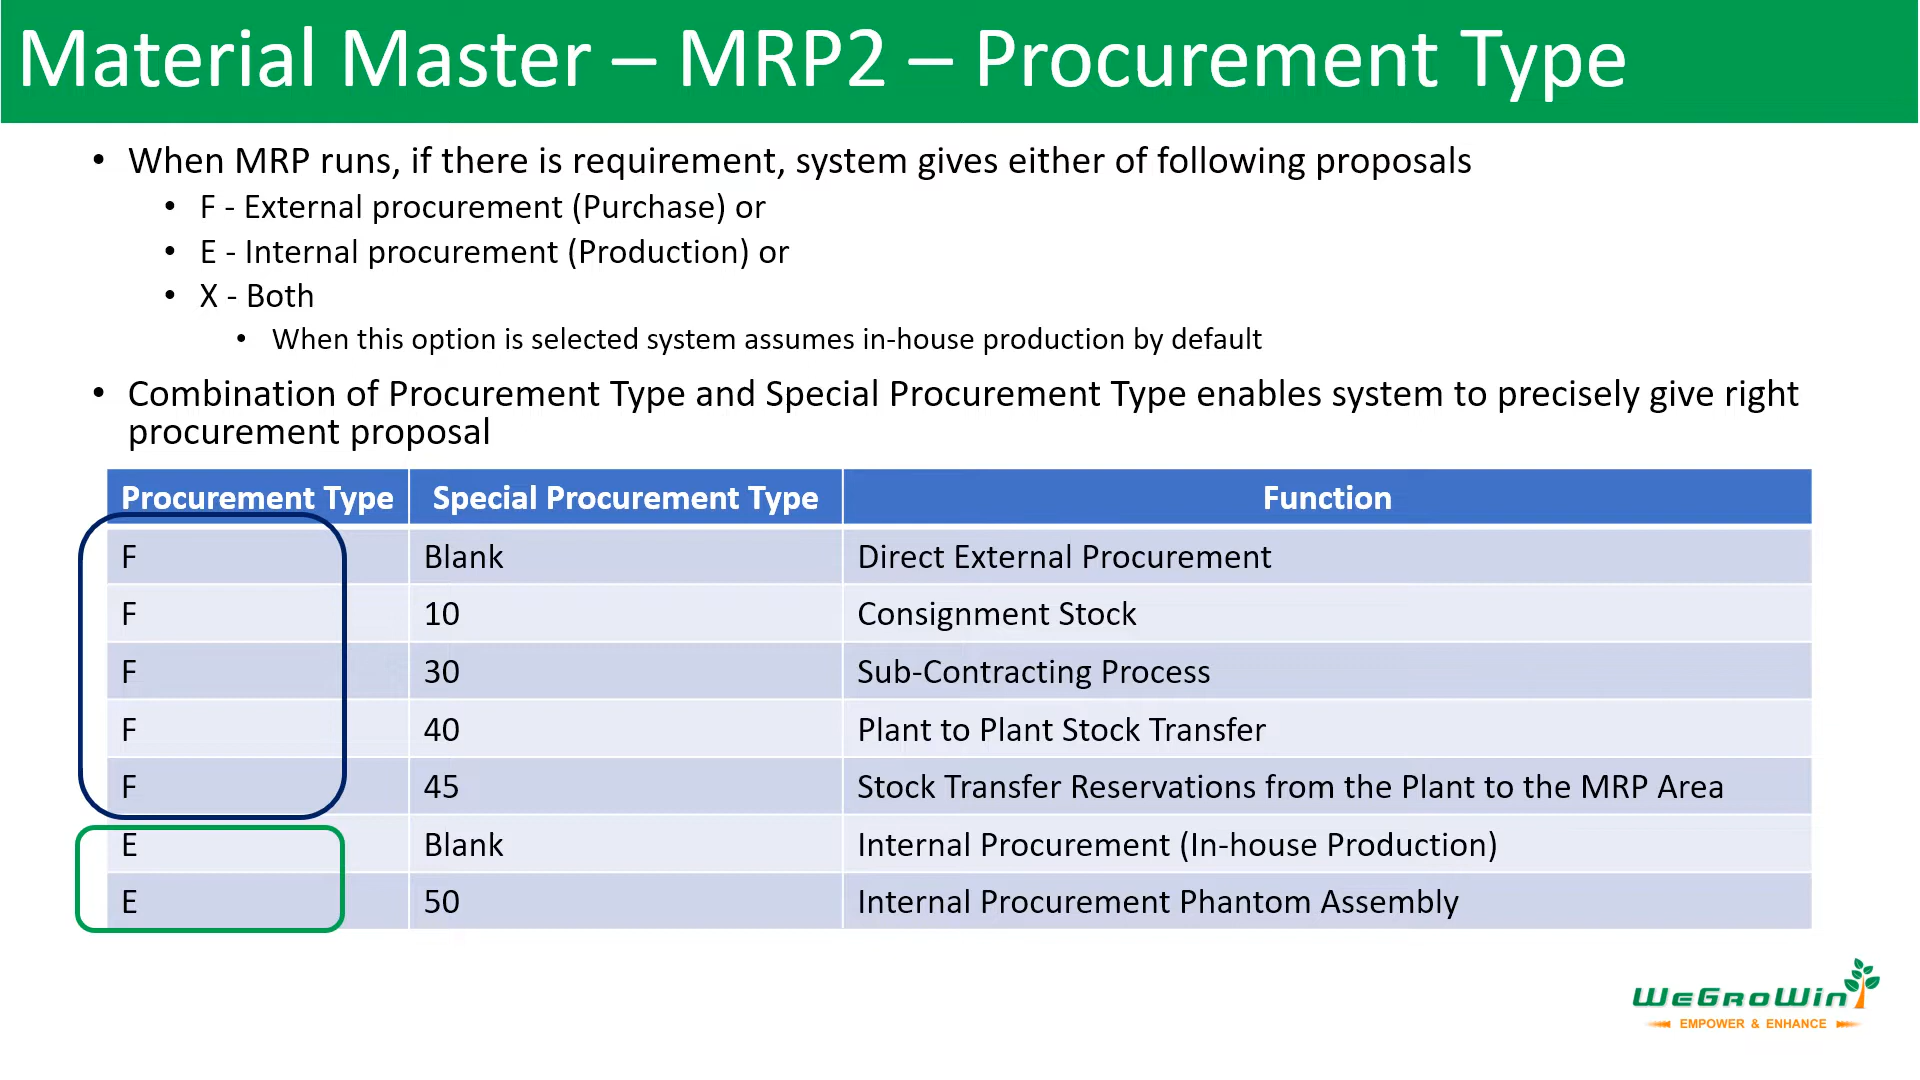 Material Master – MRP2 – Procurement Type
• When MRP runs, if there is requirement, system gives either of following proposals
• F - External procurement (Purchase) or
• E - Internal procurement (Production) or
• X - Both
• When this option is selected system assumes in-house production by default
• Combination of Procurement Type and Special Procurement Type enables system to precisely give right
procurement proposal
Procurement Type Special Procurement Type Function
F Blank Direct External Procurement
F 10 Consignment Stock
F 30 Sub-Contracting Process
F 40 Plant to Plant Stock Transfer
F 45 Stock Transfer Reservations from the Plant to the MRP Area
E Blank Internal Procurement (In-house Production)
E 50 Internal Procurement Phantom Assembly
WeGroWin
EMPOWER & ENHANCE